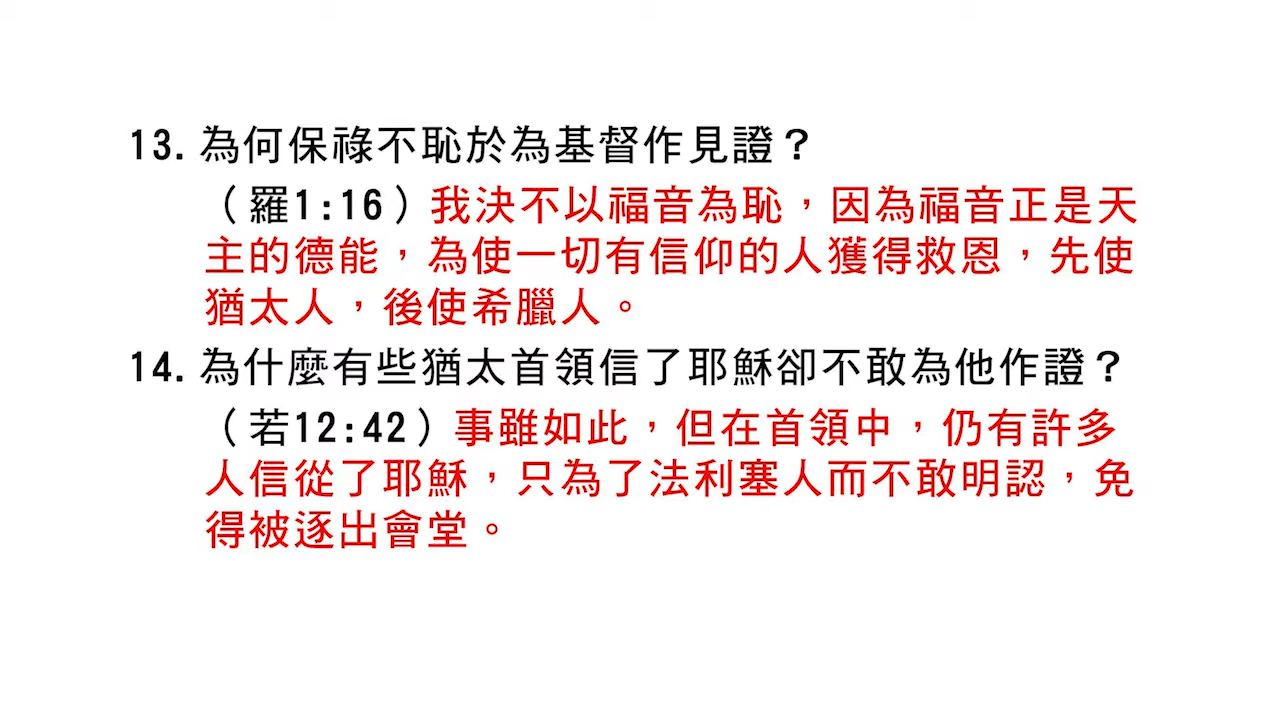 13. 為何保祿不恥於為基督作見證？
（羅1:16）我決不以福音為恥，因為福音正是天
主的德能，為使一切有信仰的人獲得救恩，先使
猶太人，後使希臘人。
14. 為什麼有些猶太首領信了耶穌卻不敢為他作證？
（若12:42）事雖如此，但在首領中，仍有許多
人信從了耶穌，只為了法利塞人而不敢明認，免
得被逐出會堂。